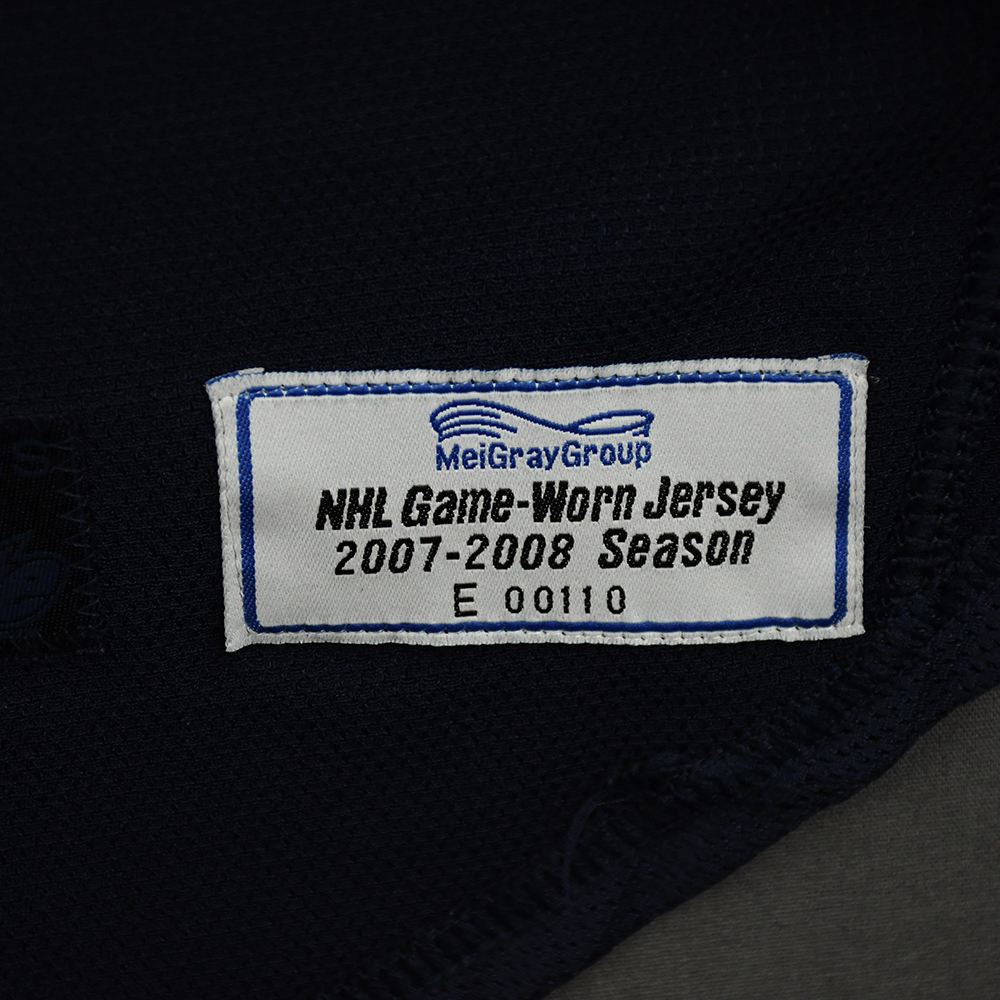 MeiGrayGroup
NHL Game-Worn Jersey
2007-2008 Season
E 00110